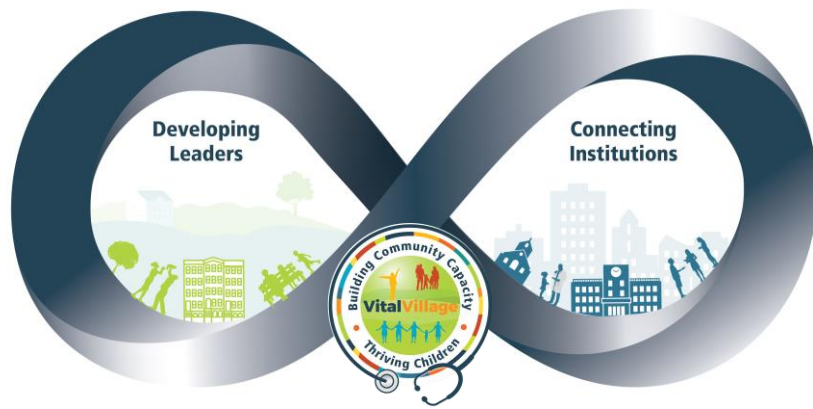 Developing
Leaders
Connecting
Institutions
Building Community Capacity
VitalVillage
Thriving Children